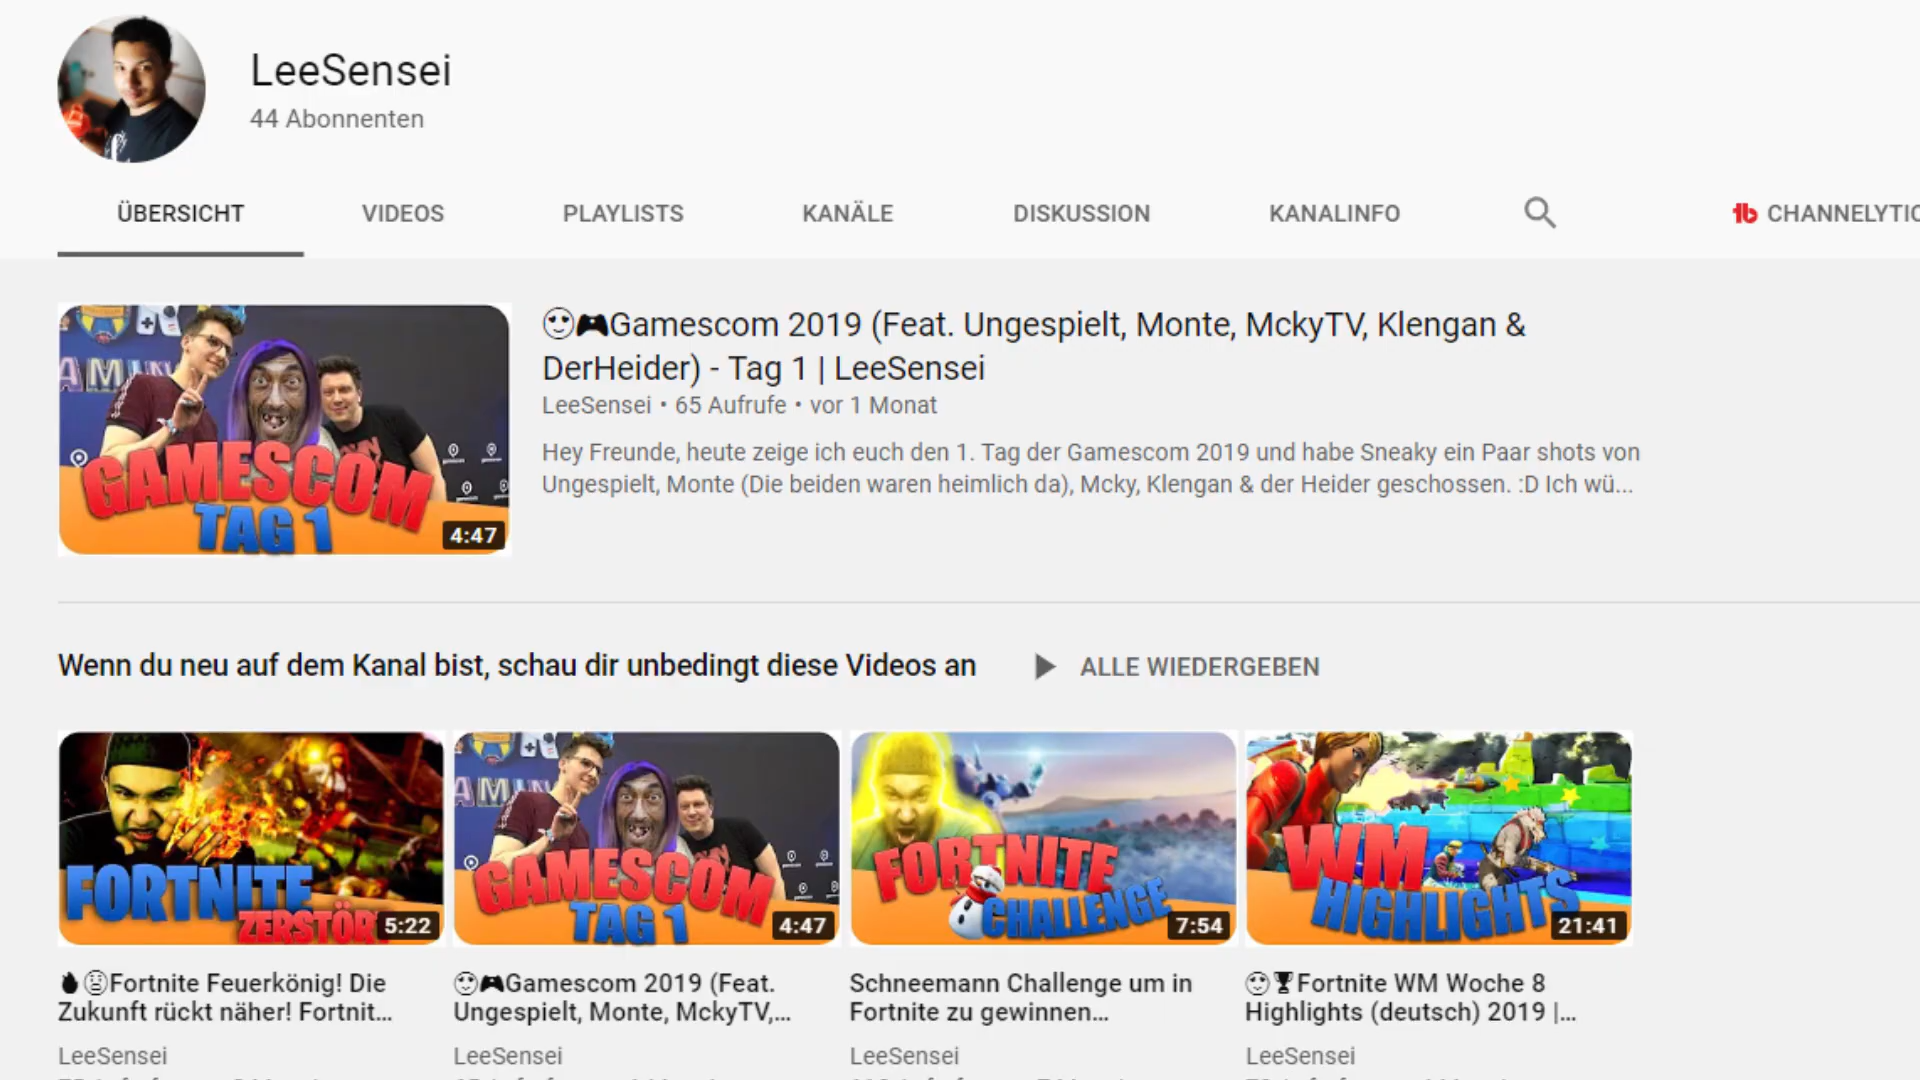 LeeSensei
44 Abonnenten
ÜBERSICHT VIDEOS PLAYLISTS KANÄLE DISKUSSION KANALINFO CHANNELYTIC
GAMESCOM
TAG 1
4:47
😍🎮Gamescom 2019 (Feat. Ungespielt, Monte, MckyTV, Klengan &
DerHeider) - Tag 1 | LeeSensei
LeeSensei • 65 Aufrufe • vor 1 Monat
Hey Freunde, heute zeige ich euch den 1. Tag der Gamescom 2019 und habe Sneaky ein Paar shots von
Ungespielt, Monte (Die beiden waren heimlich da), Mcky, Klengan & der Heider geschossen. :D Ich wü...
Wenn du neu auf dem Kanal bist, schau dir unbedingt diese Videos an
ALLE WIEDERGEBEN
FORTNITE
ZERSTÖR
5:22
GAMESCOM
TAG 1
4:47
FORTNITE
CHALLENGE
7:54
WM
HIGHLIGHTS
21:41
🔥😨Fortnite Feuerkönig! Die
Zukunft rückt näher! Fortnit...
LeeSensei
😍🎮Gamescom 2019 (Feat.
Ungespielt, Monte, MckyTV,...
LeeSensei
Schneemann Challenge um in
Fortnite zu gewinnen...
LeeSensei
😍🏆Fortnite WM Woche 8
Highlights (deutsch) 2019 |...
LeeSensei